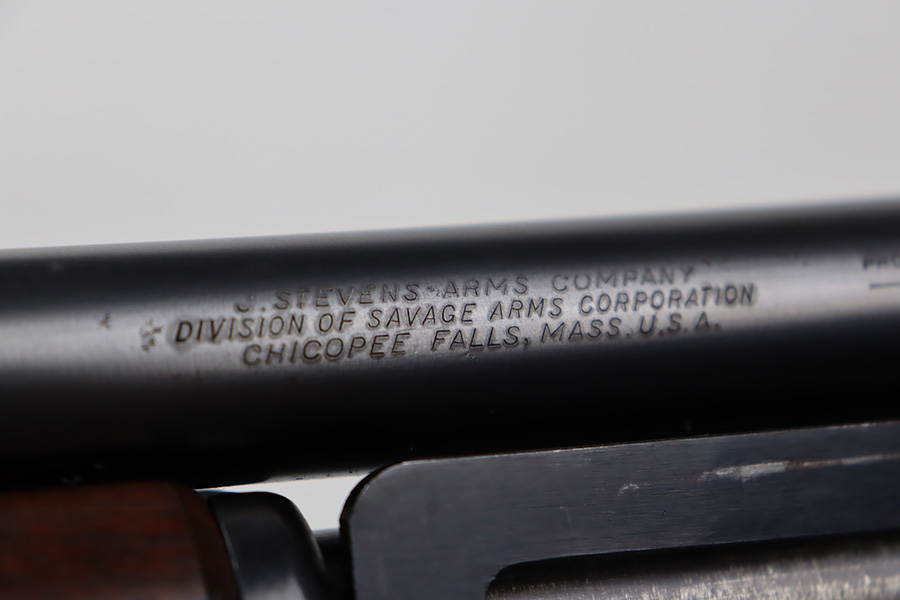 J. STEVENS ARMS COMPANY
DIVISION OF SAVAGE ARMS CORPORATION
CHICOPEE FALLS, MASS. U.S.A.